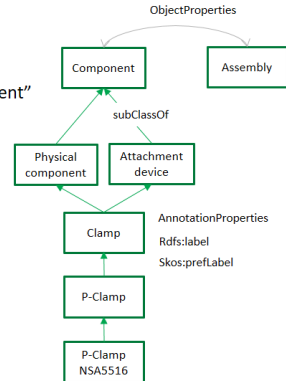 ObjectProperties
Component
Assembly
ent”
subClassOf
Physical
component
Attachment
device
Clamp
AnnotationProperties
Rdfs:label
Skos:prefLabel
P-Clamp
P-Clamp
NSA5516